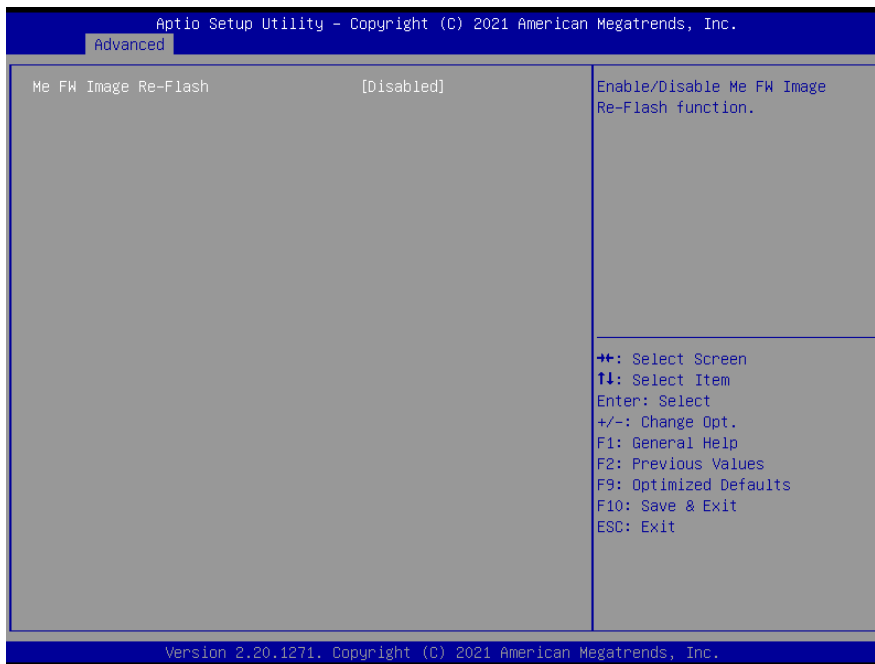 Aptio Setup Utility – Copyright (C) 2021 American Megatrends, Inc.
Advanced
Me FW Image Re-Flash [Disabled]
Enable/Disable Me FW Image
Re-Flash function.
→←: Select Screen
↑↓: Select Item
Enter: Select
+/-: Change Opt.
F1: General Help
F2: Previous Values
F9: Optimized Defaults
F10: Save & Exit
ESC: Exit
Version 2.20.1271. Copyright (C) 2021 American Megatrends, Inc.